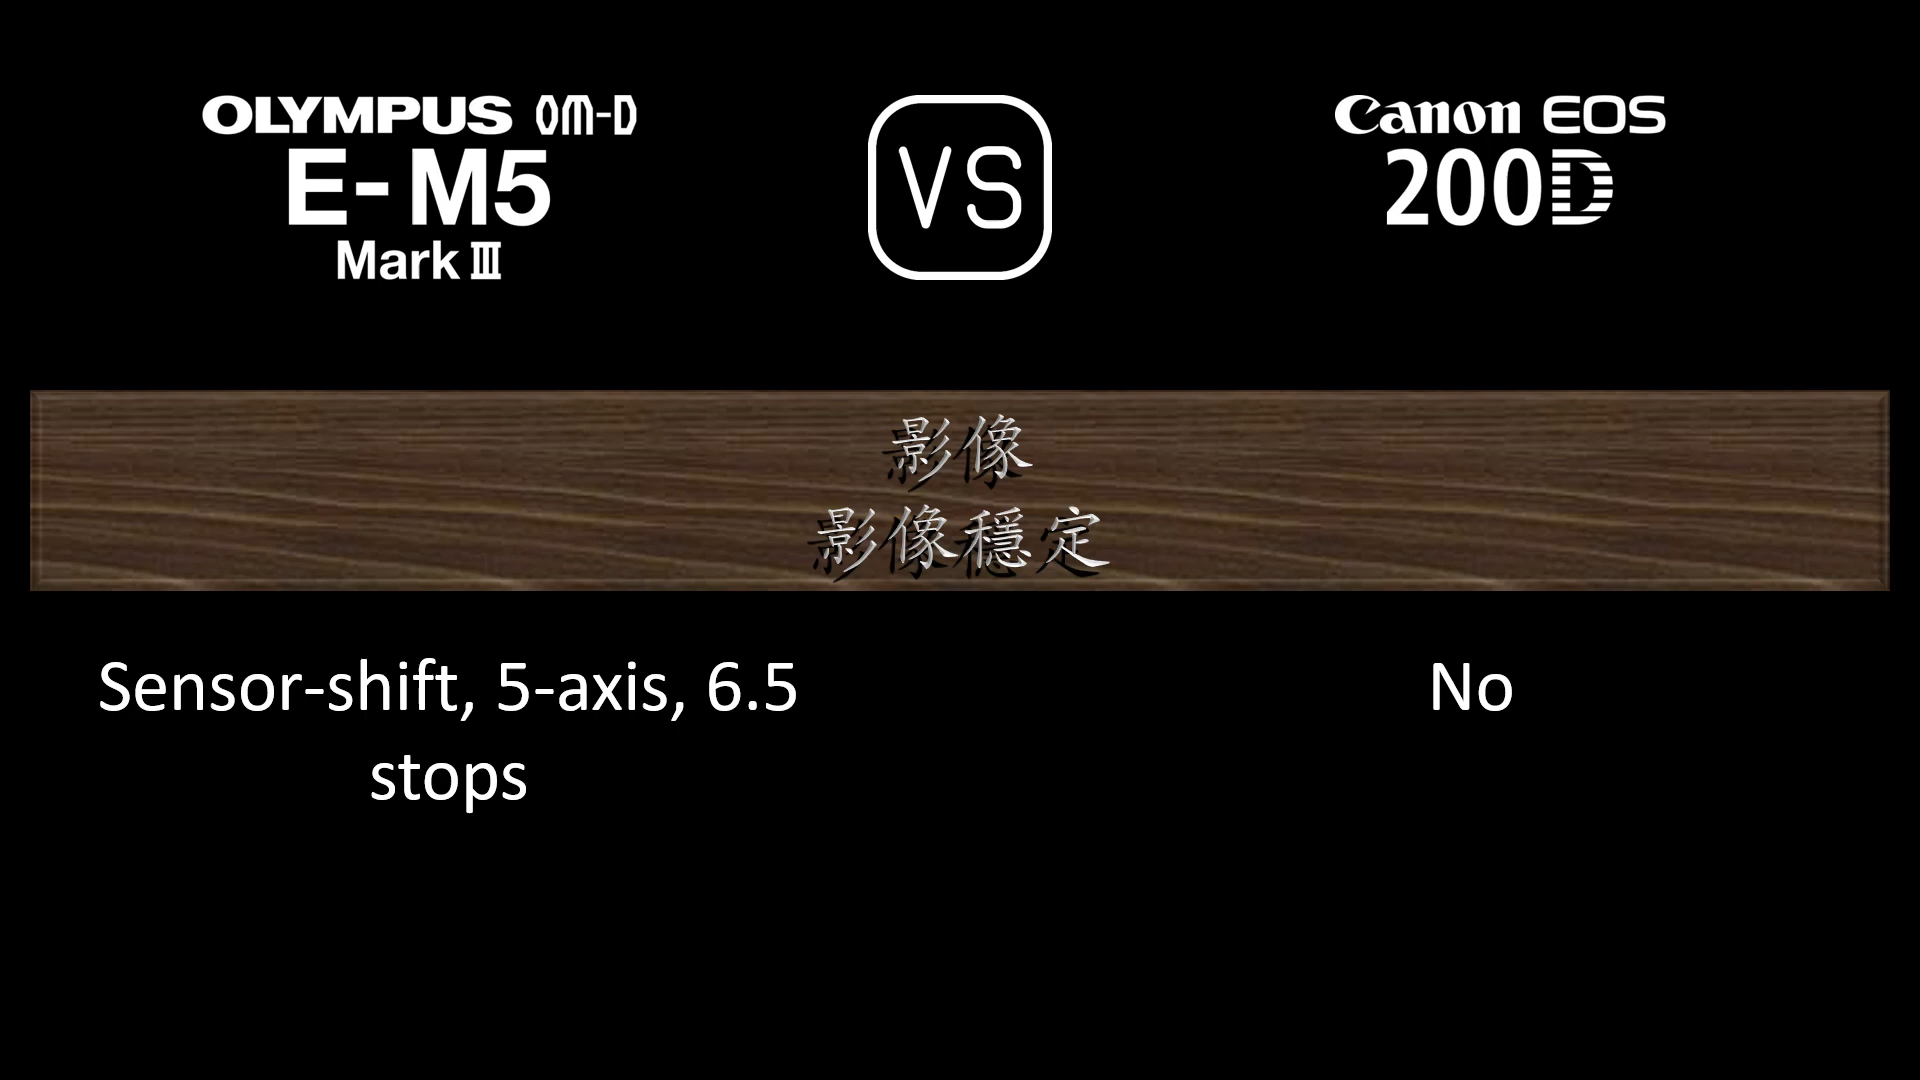 OLYMPUS OM-D
E-M5
Mark III
VS
Canon EOS
200D
影像
影像穩定
Sensor-shift, 5-axis, 6.5
stops
No